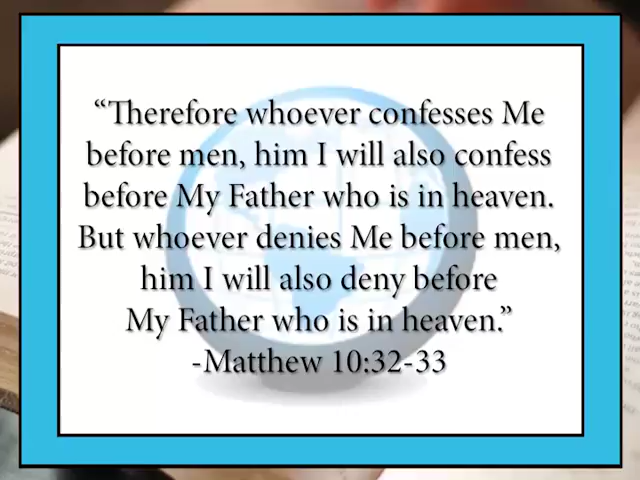 “Therefore whoever confesses Me
before men, him I will also confess
before My Father who is in heaven.
But whoever denies Me before men,
him I will also deny before
My Father who is in heaven.”
-Matthew 10:32-33